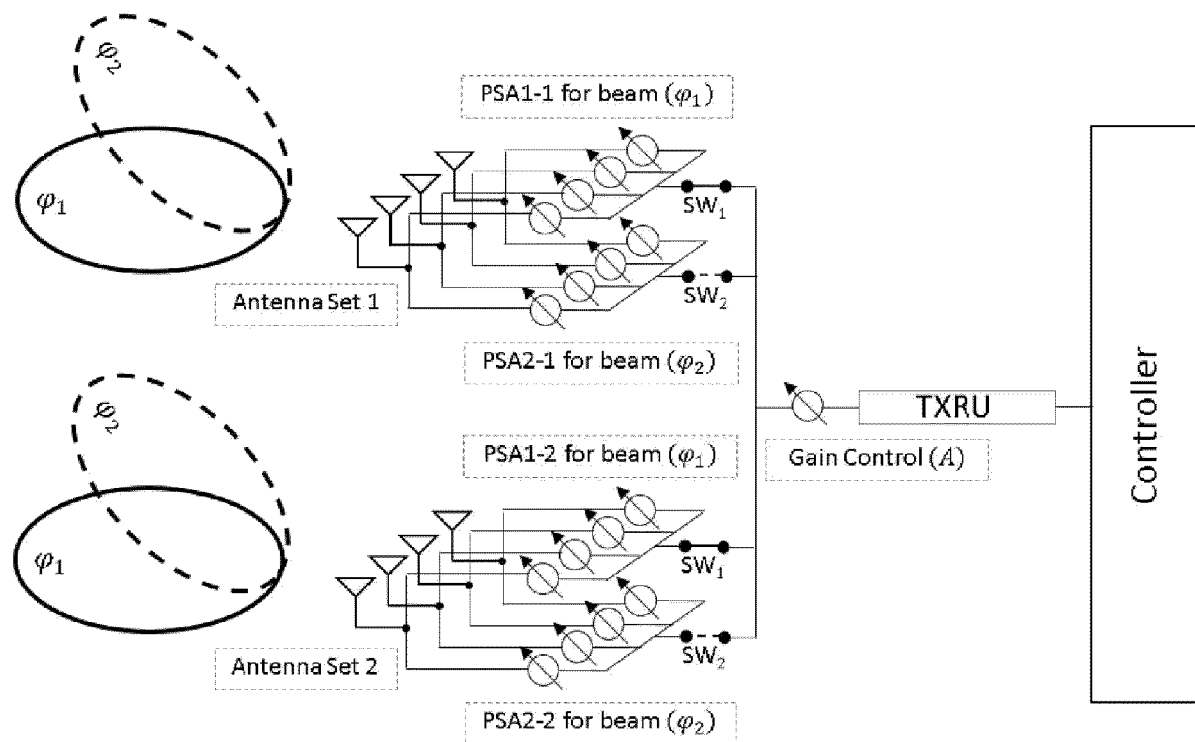 φ₂
φ₁
PSA1-1 for beam (φ₁)
SW₁
SW₂
Antenna Set 1
PSA2-1 for beam (φ₂)
φ₂
φ₁
PSA1-2 for beam (φ₁)
SW₁
SW₂
Antenna Set 2
PSA2-2 for beam (φ₂)
TXRU
Gain Control (A)
Controller